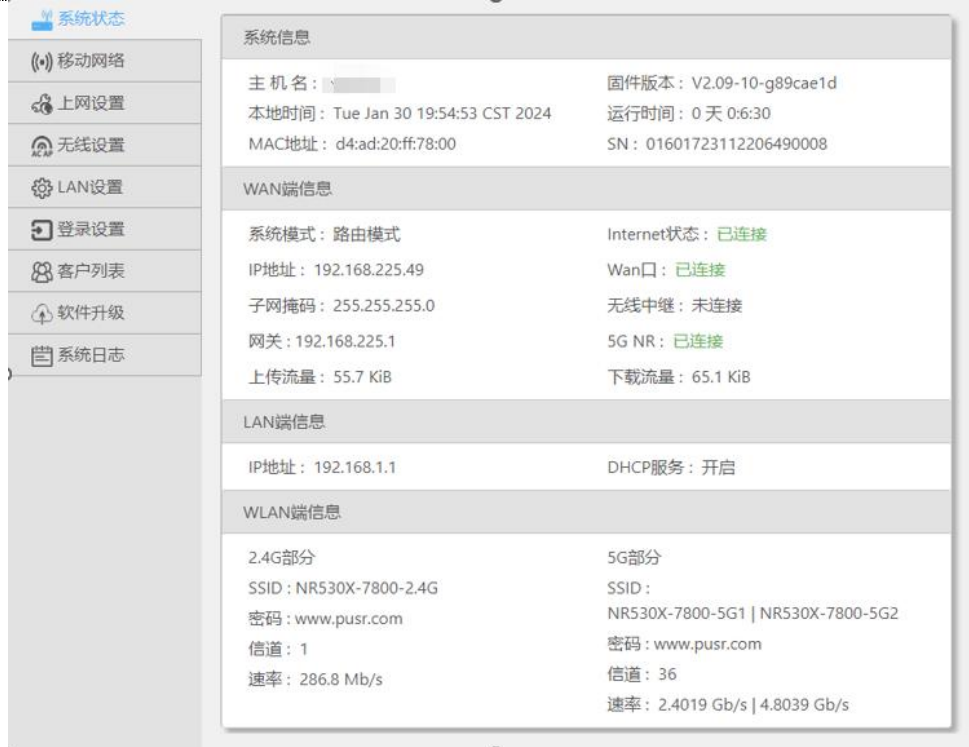 系统状态
移动网络
上网设置
无线设置
LAN设置
登录设置
客户列表
软件升级
系统日志
系统信息
主 机 名：
固件版本： V2.09-10-g89cae1d
本地时间： Tue Jan 30 19:54:53 CST 2024
运行时间：0 天 0:6:30
MAC地址： d4:ad:20:ff:78:00
SN： 01601723112206490008
WAN端信息
系统模式： 路由模式
Internet状态： 已连接
IP地址： 192.168.225.49
Wan口： 已连接
子网掩码： 255.255.255.0
无线中继： 未连接
网关：192.168.225.1
5G NR： 已连接
上传流量： 55.7 KiB
下载流量： 65.1 KiB
LAN端信息
IP地址： 192.168.1.1
DHCP服务： 开启
WLAN端信息
2.4G部分
SSID : NR530X-7800-2.4G
密码 : www.pusr.com
信道： 1
速率： 286.8 Mb/s
5G部分
SSID :
NR530X-7800-5G1 | NR530X-7800-5G2
密码 : www.pusr.com
信道： 36
速率： 2.4019 Gb/s | 4.8039 Gb/s